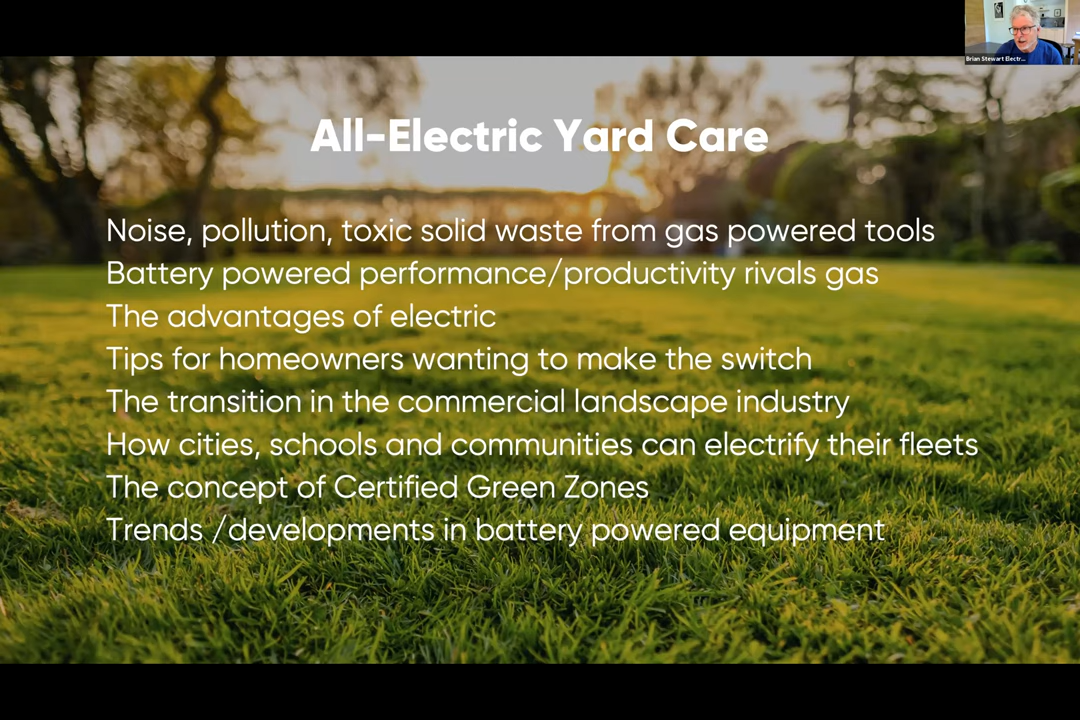 Brian Stewart Electr...
All-Electric Yard Care
Noise, pollution, toxic solid waste from gas powered tools
Battery powered performance/productivity rivals gas
The advantages of electric
Tips for homeowners wanting to make the switch
The transition in the commercial landscape industry
How cities, schools and communities can electrify their fleets
The concept of Certified Green Zones
Trends /developments in battery powered equipment